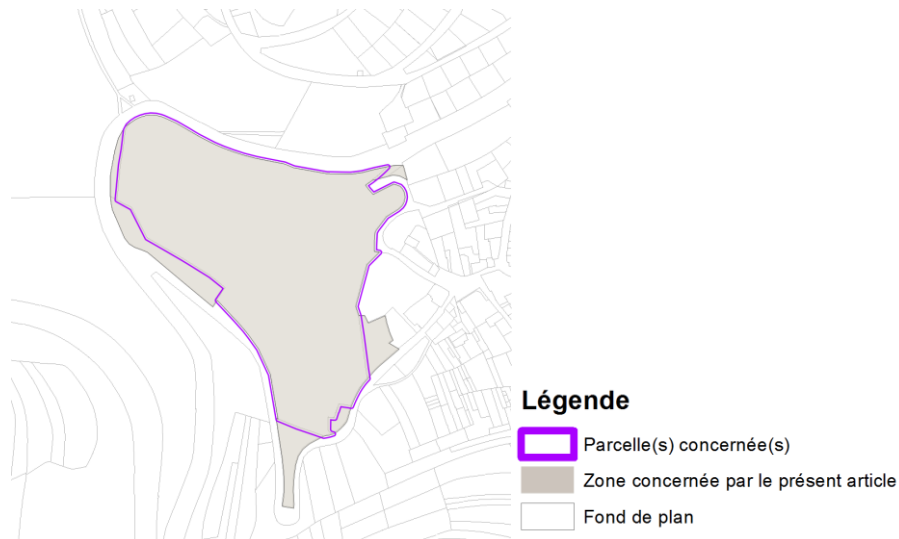 Légende
Parcelle(s) concernée(s)
Zone concernée par le présent article
Fond de plan